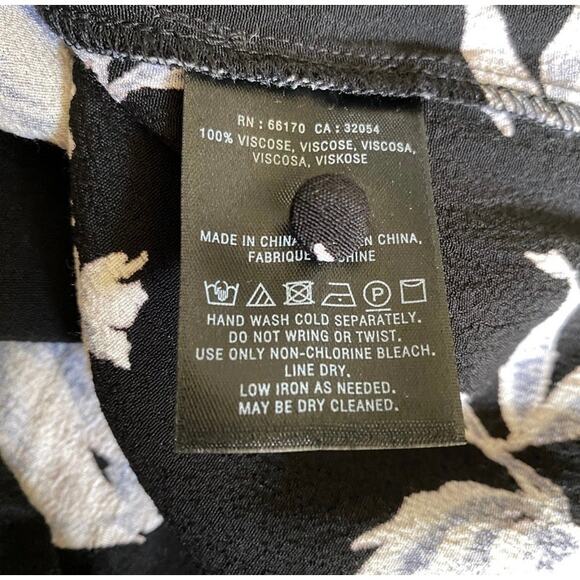 RN : 66170 CA : 32054
100% VISCOSE, VISCOSE, VISCOSA,
VISCOSA, VISKOSE
MADE IN CHINA, CHINA,
FABRIQUE
HAND WASH COLD SEPARATELY.
DO NOT WRING OR TWIST.
USE ONLY NON-CHLORINE BLEACH.
LINE DRY.
LOW IRON AS NEEDED.
MAY BE DRY CLEANED.